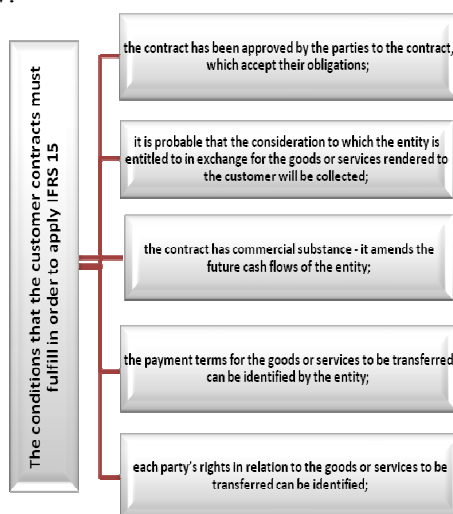 The conditions that the customer contracts must
fulfill in order to apply IFRS 15
the contract has been approved by the parties to the contract,
which accept their obligations;
it is probable that the consideration to which the entity is
entitled to in exchange for the goods or services rendered to
the customer will be collected;
the contract has commercial substance - it amends the
future cash flows of the entity;
the payment terms for the goods or services to be transferred
can be identified by the entity;
each party's rights in relation to the goods or services to be
transferred can be identified;